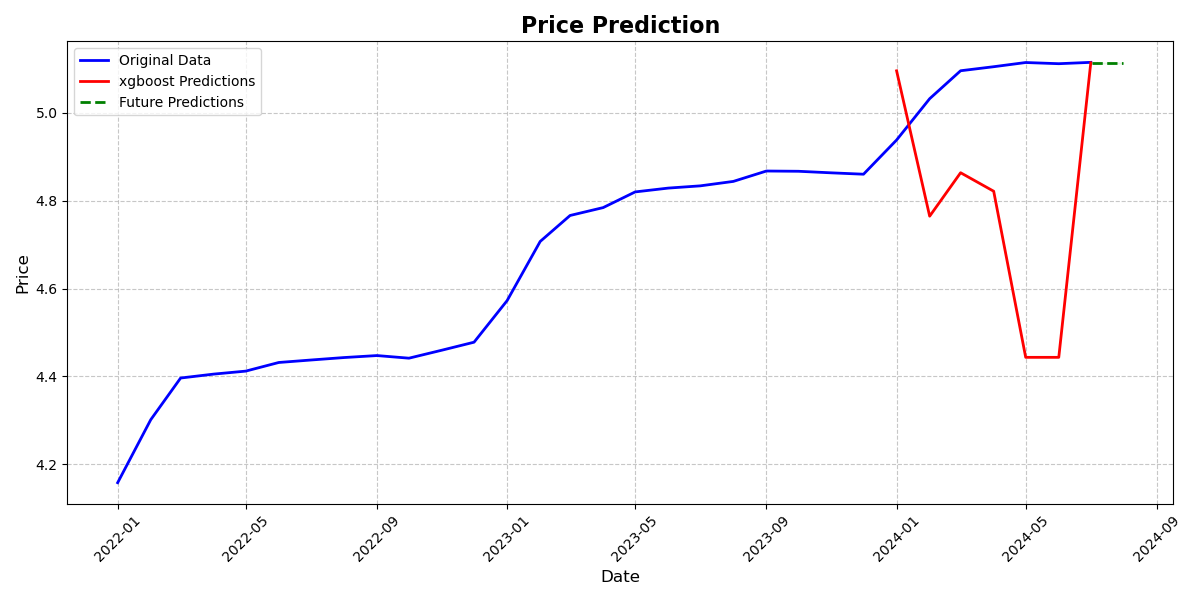 Price Prediction
Original Data
xgboost Predictions
Future Predictions
Price
5.0
4.8
4.6
4.4
4.2
2022-01
2022-05
2022-09
2023-01
2023-05
2023-09
2024-01
2024-05
2024-09
Date